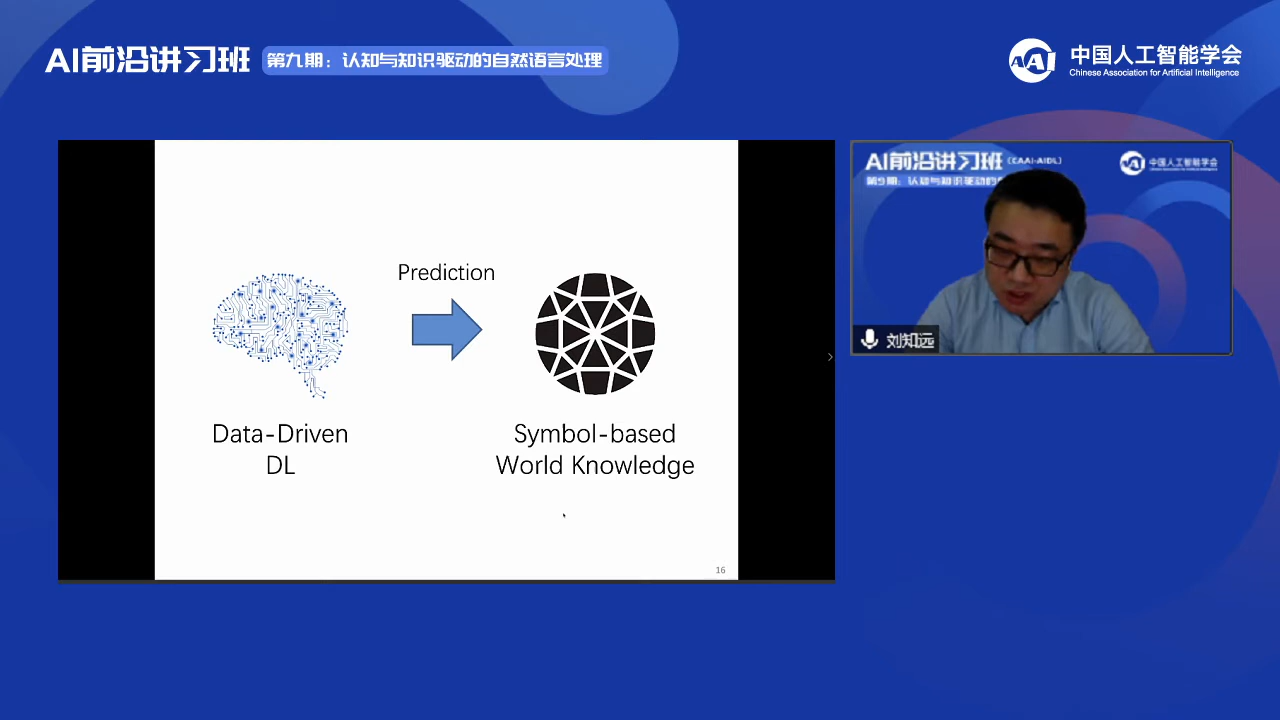 AI前沿讲习班
第九期：认知与知识驱动的自然语言处理
中国人工智能学会
Chinese Association for Artificial Intelligence
Prediction
Data-Driven
DL
Symbol-based
World Knowledge
16
AI前沿讲习班 (CAAI-AIDL)
中国人工智能学会
刘知远